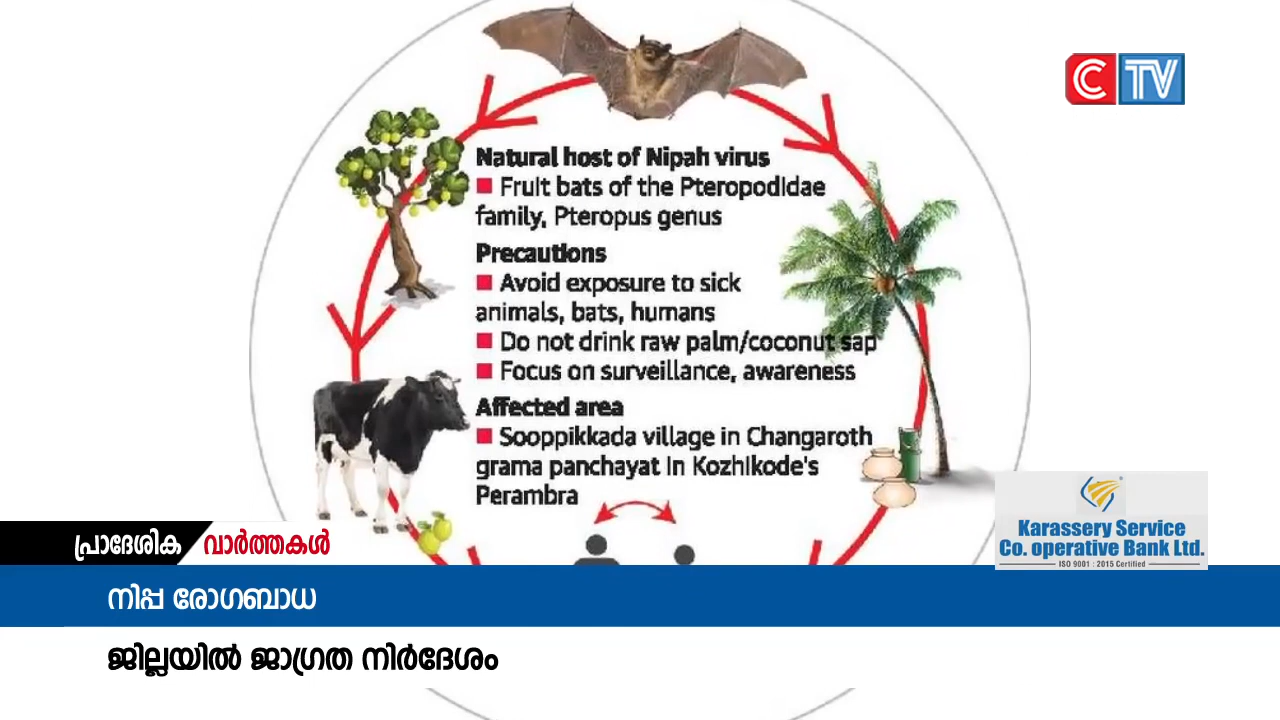 C TV
Natural host of Nipah virus
Fruit bats of the Pteropodidae
family, Pteropus genus
Precautions
Avoid exposure to sick
animals, bats, humans
Do not drink raw palm/coconut sap
Focus on surveillance, awareness
Affected area
Sooppikkada village in Changaroth
grama panchayat in Kozhikode's
Perambra
Karassery Service
Co. operative Bank Ltd.
ISO 9001 : 2015 Certified
പ്രാദേശിക വാർത്തകൾ
നിപ്പ രോഗബാധ
ജില്ലയിൽ ജാഗ്രത നിർദേശം